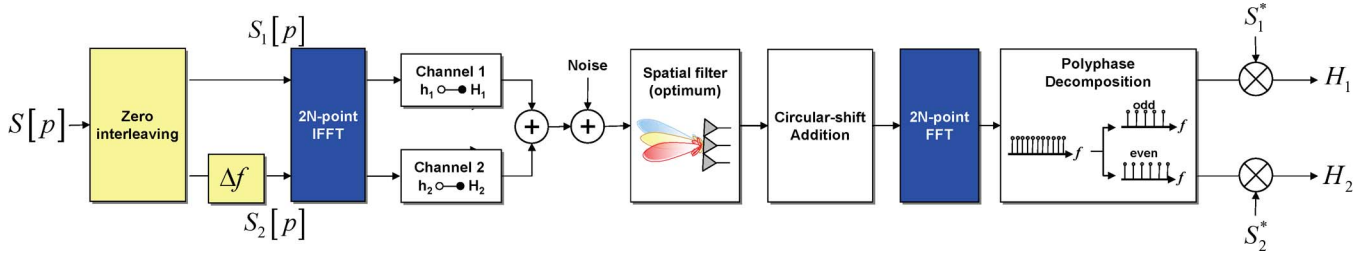 S[p]
Zero
interleaving
S₁[p]
Δf
S₂[p]
2N-point
IFFT
Channel 1
h₁ H₁
Channel 2
h₂ H₂
+
Noise
+
Spatial filter
(optimum)
Circular-shift
Addition
2N-point
FFT
Polyphase
Decomposition
f
odd
f
even
f
S₁*
H₁
H₂
S₂*